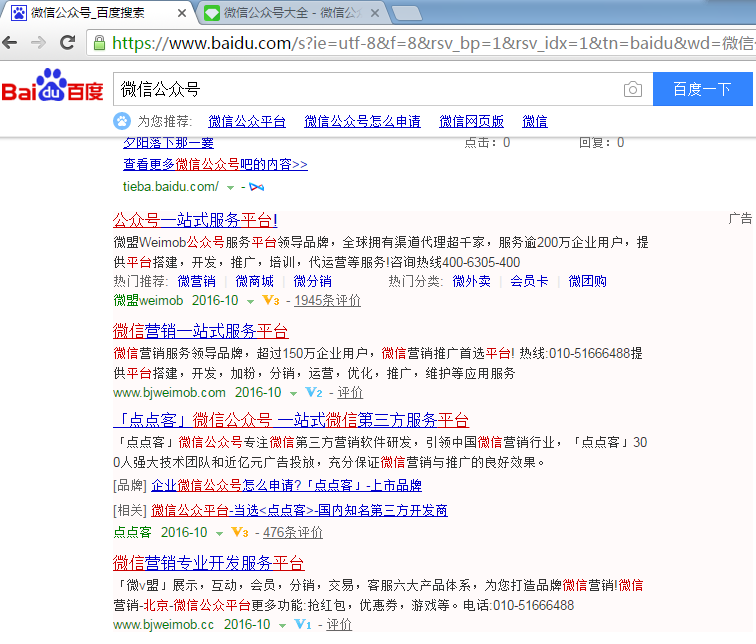 微信公众号_百度搜索
微信公众号大全 - 微信公
https://www.baidu.com/s?ie=utf-8&f=8&rsv_bp=1&rsv_idx=1&tn=baidu&wd=微信
Bai du 百度 微信公众号 百度一下
为您推荐: 微信公众平台 微信公众号怎么申请 微信网页版 微信
夕阳落下那一霎 点击：0 回复：0
查看更多微信公众号吧的内容>>
tieba.baidu.com/ -
公众号一站式服务平台! 广告
微盟Weimob公众号服务平台领导品牌，全球拥有渠道代理超千家，服务逾200万企业用户，提
供平台搭建，开发，推广，培训，代运营等服务!咨询热线400-6305-400
热门推荐: 微营销 | 微商城 | 微分销 热门分类: 微外卖 | 会员卡 | 微团购
微盟weimob 2016-10 V3 - 1945条评价
微信营销一站式服务平台
微信营销服务领导品牌，超过150万企业用户，微信营销推广首选平台! 热线:010-51666488提
供平台搭建，开发，加粉，分销，运营，优化，推广，维护等应用服务
www.bjweimob.com 2016-10 V2 - 评价
「点点客」微信公众号 一站式微信第三方服务平台
「点点客」微信公众号专注微信第三方营销软件研发，引领中国微信营销行业，「点点客」30
0人强大技术团队和近亿元广告投放，充分保证微信营销与推广的良好效果。
[品牌] 企业微信公众号怎么申请?「点点客」-上市品牌
[相关] 微信公众平台-当选<点点客>-国内知名第三方开发商
点点客 2016-10 V3 - 476条评价
微信营销专业开发服务平台
「微v盟」展示，互动，会员，分销，交易，客服六大产品体系，为您打造品牌微信营销!微信
营销-北京-微信公众平台更多功能:抢红包，优惠券，游戏等。电话:010-51666488
www.bjweimob.cc 2016-10 V1 - 评价